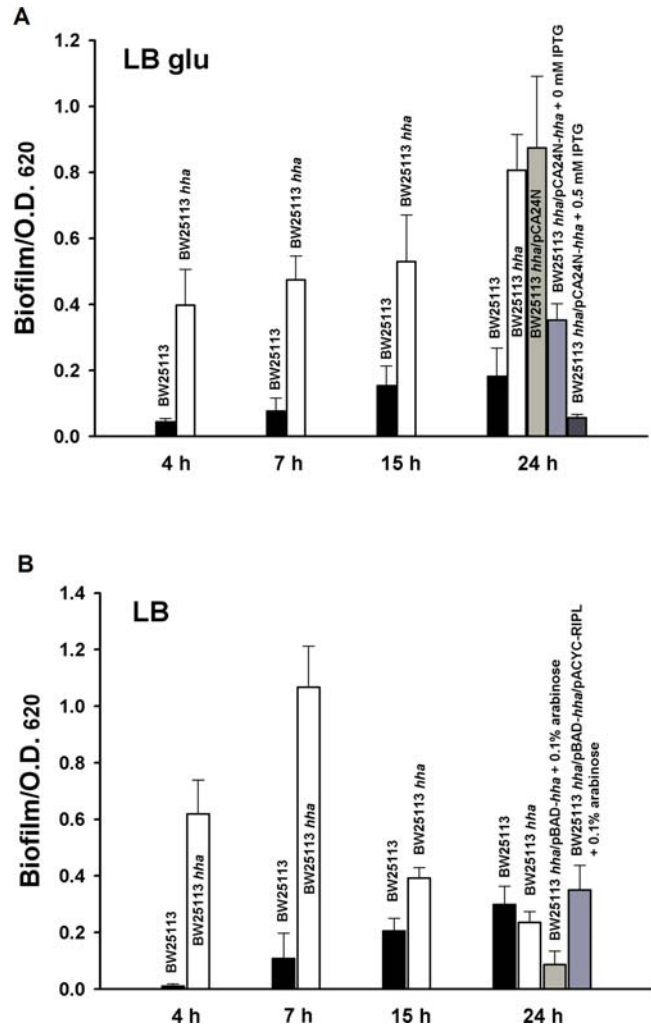 A
LB glu
Biofilm/O.D. 620
1.2
1.0
0.8
0.6
0.4
0.2
0.0
BW25113
BW25113 hha
BW25113
BW25113 hha
BW25113
BW25113 hha
BW25113
BW25113 hha
BW25113 hha/pCA24N
BW25113 hha/pCA24N-hha + 0 mM IPTG
BW25113 hha/pCA24N-hha + 0.5 mM IPTG
4 h
7 h
15 h
24 h
B
LB
Biofilm/O.D. 620
1.4
1.2
1.0
0.8
0.6
0.4
0.2
0.0
BW25113
BW25113 hha
BW25113
BW25113 hha
BW25113
BW25113 hha
BW25113
BW25113 hha
BW25113 hha/pBAD-hha + 0.1% arabinose
BW25113 hha/pBAD-hha/pACYC-RIPL
+ 0.1% arabinose
4 h
7 h
15 h
24 h